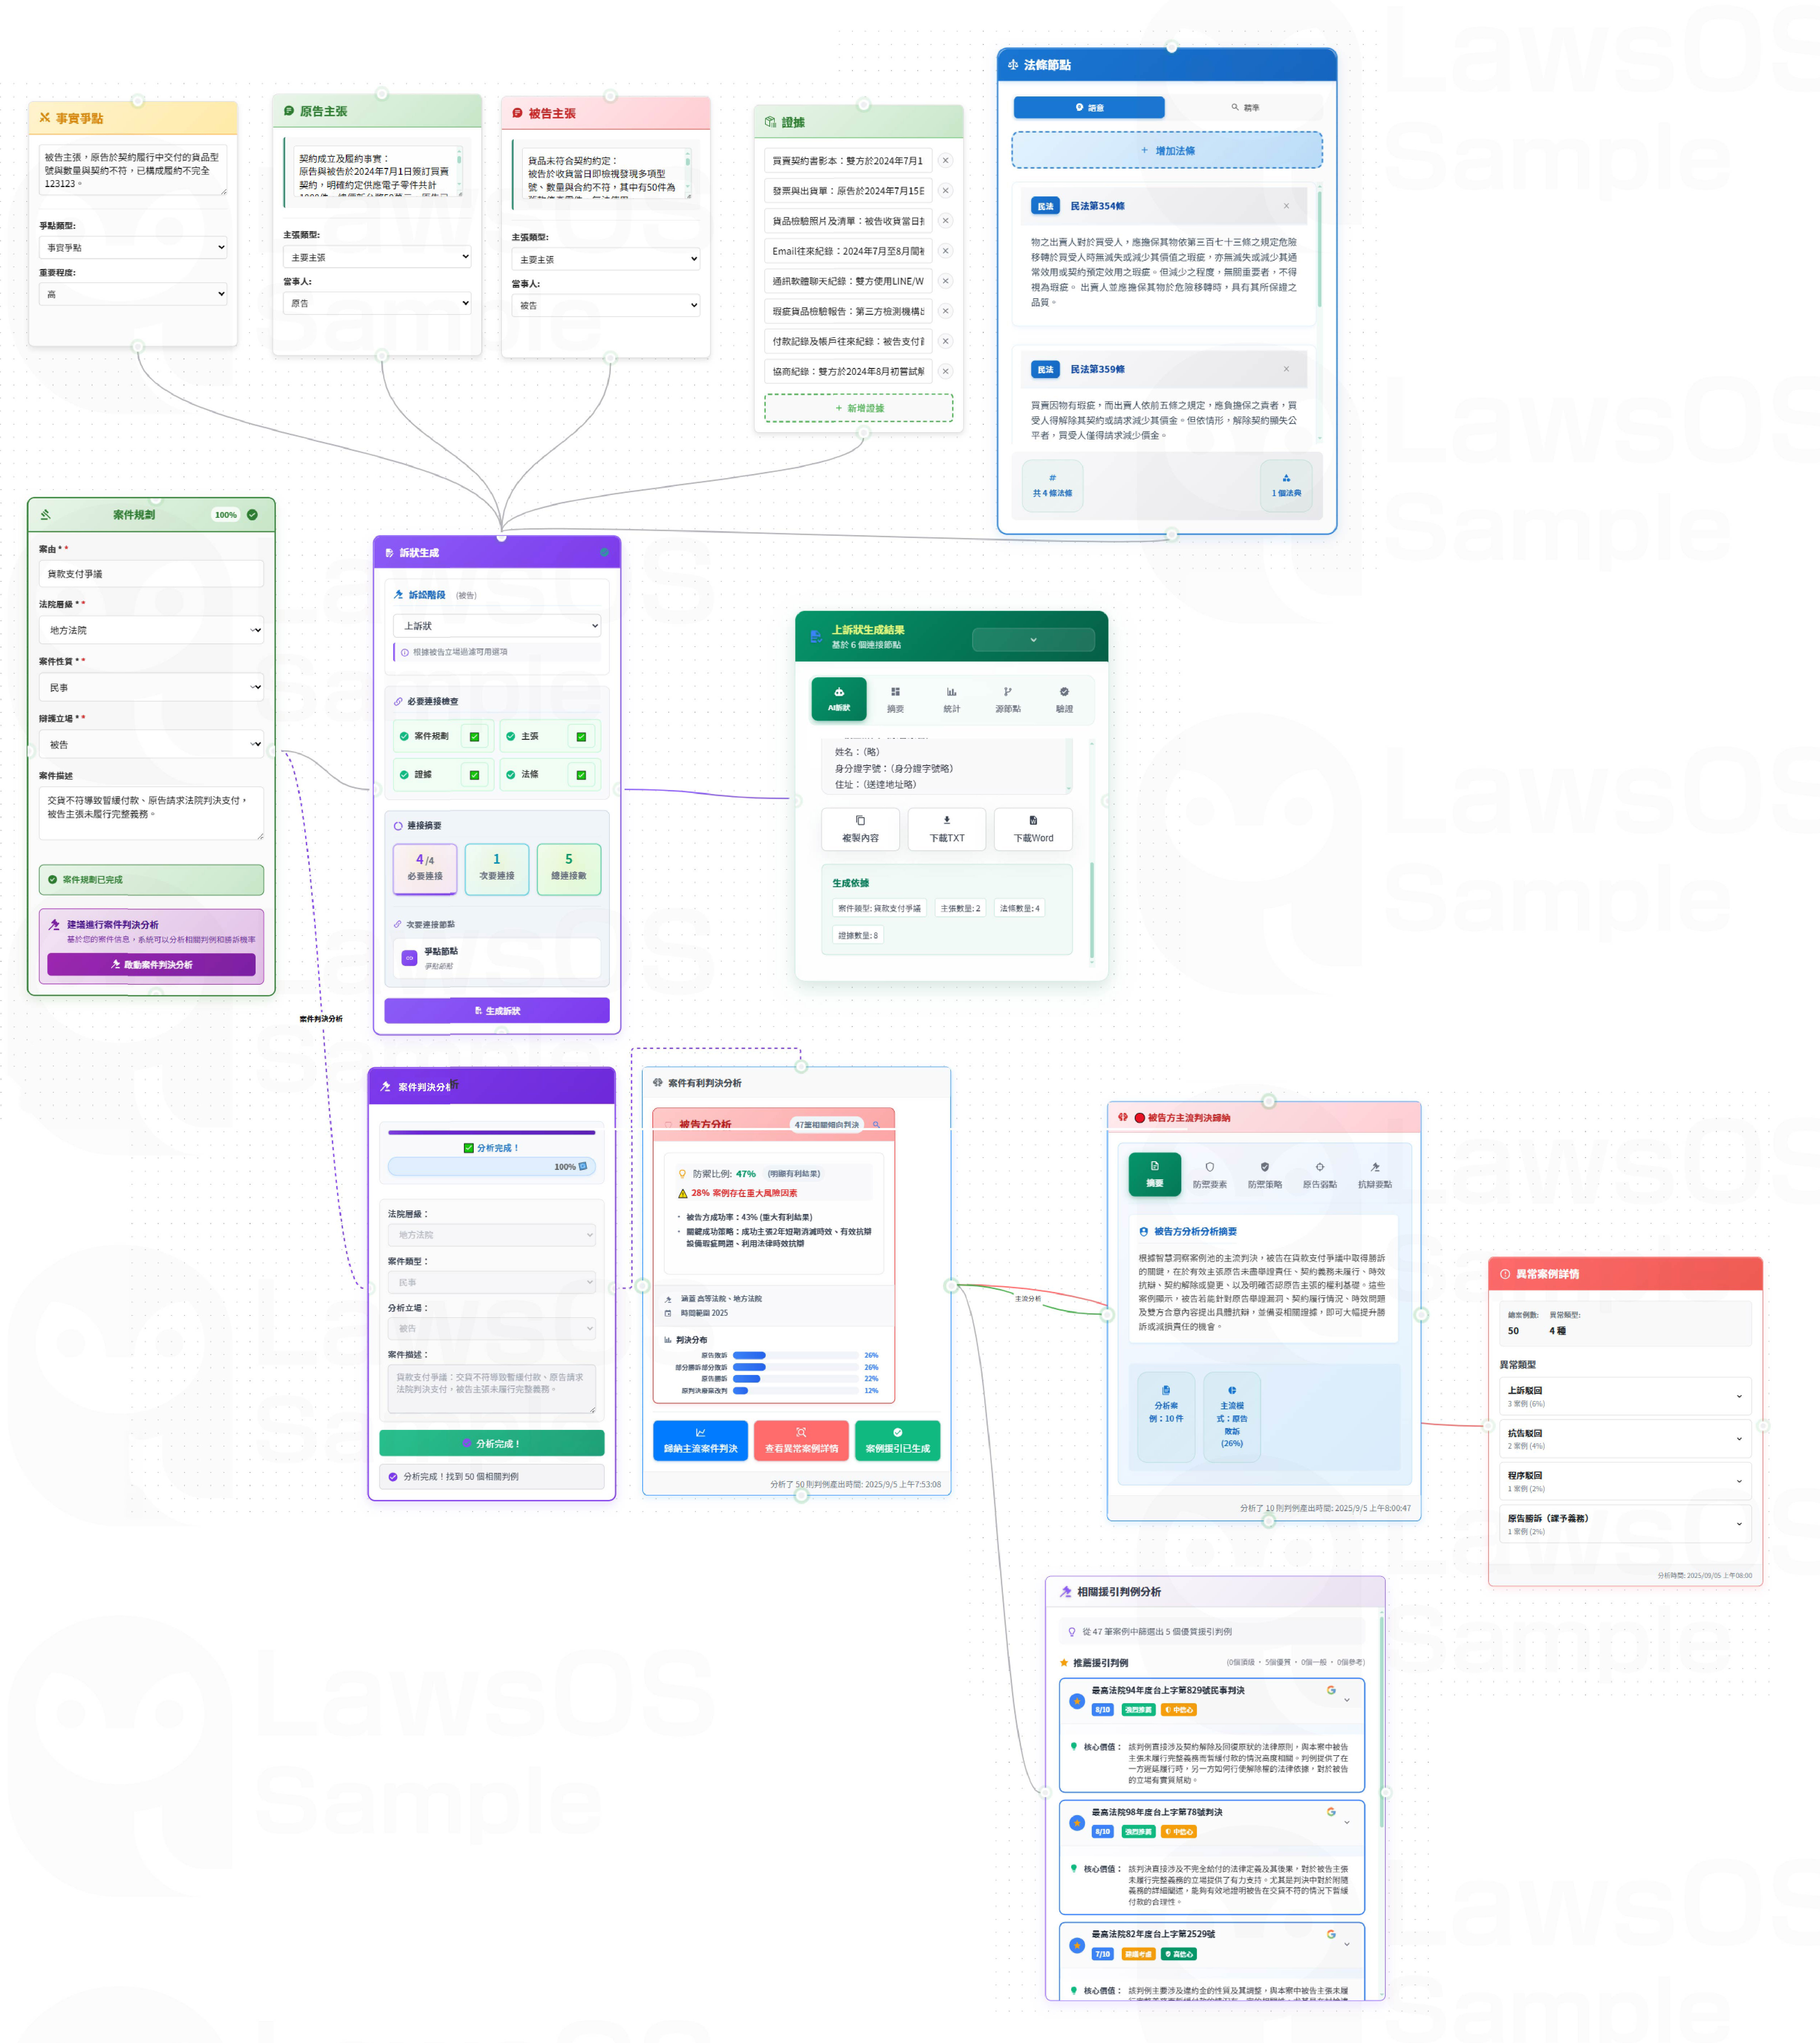 LawsOS
Sample
事實爭點
被告主張，原告於契約履行中交付的貨品型
號與數量與契約不符，已構成履約不完全
123123。
爭點類型:
事實爭點
重要程度:
高
原告主張
契約成立及履約事實：
原告與被告於2024年7月1日簽訂買賣
契約，明確約定供應電子零件共計
主張類型:
主要主張
當事人:
原告
被告主張
貨品未符合契約約定：
被告於收貨當日即檢視發現多項型
號、數量與合約不符，其中有50件為
主張類型:
主要主張
當事人:
被告
證據
買賣契約書影本：雙方於2024年7月1
發票與出貨單：原告於2024年7月15日
貨品檢驗照片及清單：被告收貨當日
Email往來紀錄：2024年7月至8月間
通訊軟體聊天紀錄：雙方使用LINE/W
瑕疵貨品檢驗報告：第三方檢測機構
付款記錄及帳戶往來紀錄：被告支付
協商紀錄：雙方於2024年8月初嘗試
+ 新增證據
法條節點
語意
精準
+ 增加法條
民法 民法第354條
物之出賣人對於買受人，應擔保其物依第三百七十三條之規定危險
移轉於買受人時無滅失或減少其價值之瑕疵，亦無滅失或減少其通
常效用或契約預定效用之瑕疵。但減少之程度，無關重要者，不得
視為瑕疵。 出賣人並應擔保其物於危險移轉時，具有其所保證之
品質。
民法 民法第359條
買賣因物有瑕疵，而出賣人依前五條之規定，應負擔保之責者，買
受人得解除其契約或請求減少其價金。但依情形，解除契約顯失公
平者，買受人僅得請求減少價金。
#
共 4 條法條
1 個法典
案件規劃 100%
案由 * *
貨款支付爭議
法院層級 * *
地方法院
案件性質 * *
民事
辯護立場 * *
被告
案件描述
交貨不符導致暫緩付款、原告請求法院判決支付，
被告主張未履行完整義務。
案件規劃已完成
建議進行案件判決分析
基於您的案件信息，系統可以分析相關判例和勝訴機率
啟動案件判決分析
案件判決分析
訴狀生成
訴訟階段 (被告)
上訴狀
根據被告立場過濾可用選項
必要連接檢查
案件規劃
主張
證據
法條
連接摘要
4 /4
必要連接
1
次要連接
5
總連接數
次要連接節點
爭點節點
爭點節點
生成訴狀
上訴狀生成結果
基於 6 個連接節點
AI訴狀
摘要
統計
源節點
驗證
姓名：（略）
身分證字號：（身分證字號略）
住址：（送達地址略）
複製內容
下載TXT
下載Word
生成依據
案件類型: 貨款支付爭議
主張數量: 2
法條數量: 4
證據數量: 8
案件判決分析
分析完成！
100%
法院層級：
地方法院
案件類型：
民事
分析立場：
被告
案件描述：
貨款支付爭議：交貨不符導致暫緩付款、原告請求
法院判決支付，被告主張未履行完整義務。
分析完成！
分析完成！找到 50 個相關判例
案件有利判決分析
被告方分析 47筆相關傾向判決
防禦比例: 47% (明顯有利結果)
28% 案例存在重大風險因素
• 被告方成功率：43% (重大有利結果)
• 關鍵成功策略：成功主張2年短期消滅時效、有效抗辯
設備瑕疵問題、利用法律時效抗辯
涵蓋 高等法院、地方法院
時間範圍 2025
判決分布
原告敗訴 26%
部分勝訴部分敗訴 26%
原告勝訴 22%
原判決廢棄改判 12%
歸納主流案件判決
查看異常案例詳情
案例援引已生成
分析了 50 則判例產出時間: 2025/9/5 上午7:53:08
主流分析
被告方主流判決歸納
摘要
防禦要素
防禦策略
原告弱點
抗辯要點
被告方分析分析摘要
根據智慧洞察案例池的主流判決，被告在貨款支付爭議中取得勝訴
的關鍵，在於有效主張原告未盡舉證責任、契約義務未履行、時效
抗辯、契約解除或變更、以及明確否認原告主張的權利基礎。這些
案例顯示，被告若能針對原告舉證漏洞、契約履行情況、時效問題
及雙方合意內容提出具體抗辯，並備妥相關證據，即可大幅提升勝
訴或減損責任的機會。
分析案
例：10 件
主流模
式：原告
敗訴
(26%)
分析了 10 則判例產出時間: 2025/9/5 上午8:00:47
異常案例詳情
總案例數:
50
異常類型:
4 種
異常類型
上訴駁回
3 案例 (6%)
抗告駁回
2 案例 (4%)
程序駁回
1 案例 (2%)
原告勝訴（課予義務）
1 案例 (2%)
分析時間: 2025/09/05 上午08:00
相關援引判例分析
從 47 筆案例中篩選出 5 個優質援引判例
推薦援引判例 (0個頂級 · 5個優質 · 0個一般 · 0個參考)
最高法院94年度台上字第829號民事判決
8/10 強烈推薦 中信心
核心價值： 該判例直接涉及契約解除及回復原狀的法律原則，與本案中被告
主張未履行完整義務而暫緩付款的情況高度相關。判例提供了在
一方遲延履行時，另一方如何行使解除權的法律依據，對於被告
的立場有實質幫助。
最高法院98年度台上字第78號判決
8/10 強烈推薦 中信心
核心價值： 該判決直接涉及不完全給付的法律定義及其後果，對於被告主張
未履行完整義務的立場提供了有力支持。尤其是判決中對於附隨
義務的詳細闡述，能夠有效地證明被告在交貨不符的情況下暫緩
付款的合理性。
最高法院82年度台上字第2529號
7/10 建議考慮 高信心
核心價值： 該判例主要涉及違約金的性質及其調整，與本案中被告主張未履